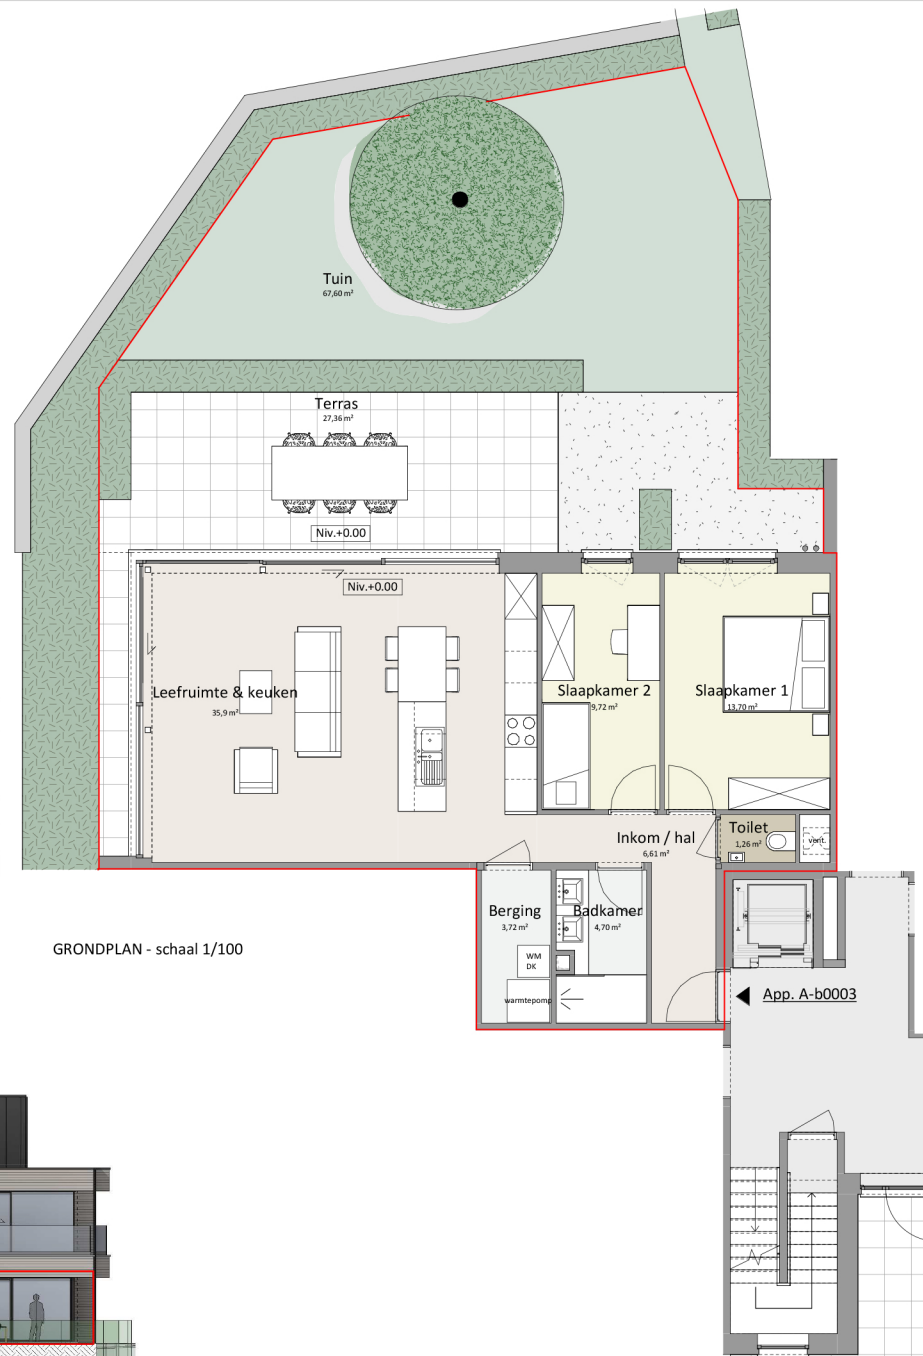 Tuin
67,60 m²
Terras
27,36 m²
Niv.+0.00
Niv.+0.00
Leefruimte & keuken
35,9 m²
Slaapkamer 2
9,72 m²
Slaapkamer 1
13,70 m²
Inkom / hal
6,61 m²
Toilet
1,26 m²
vent.
Berging
3,72 m²
Badkamer
4,70 m²
WM
DK
warmtepomp
GRONDPLAN - schaal 1/100
App. A-b0003